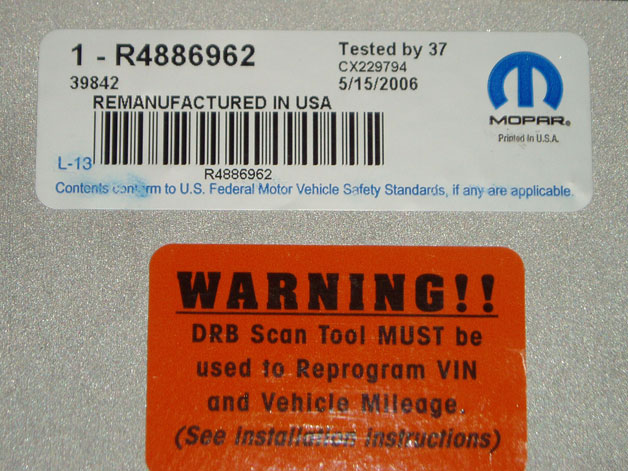 1 - R4886962
39842
Tested by 37
CX229794
5/15/2006
REMANUFACTURED IN USA
MOPAR®
Printed in U.S.A.
L-13
R4886962
Contents conform to U.S. Federal Motor Vehicle Safety Standards, if any are applicable.
WARNING!!
DRB Scan Tool MUST be
used to Reprogram VIN
and Vehicle Mileage.
(See Installation Instructions)